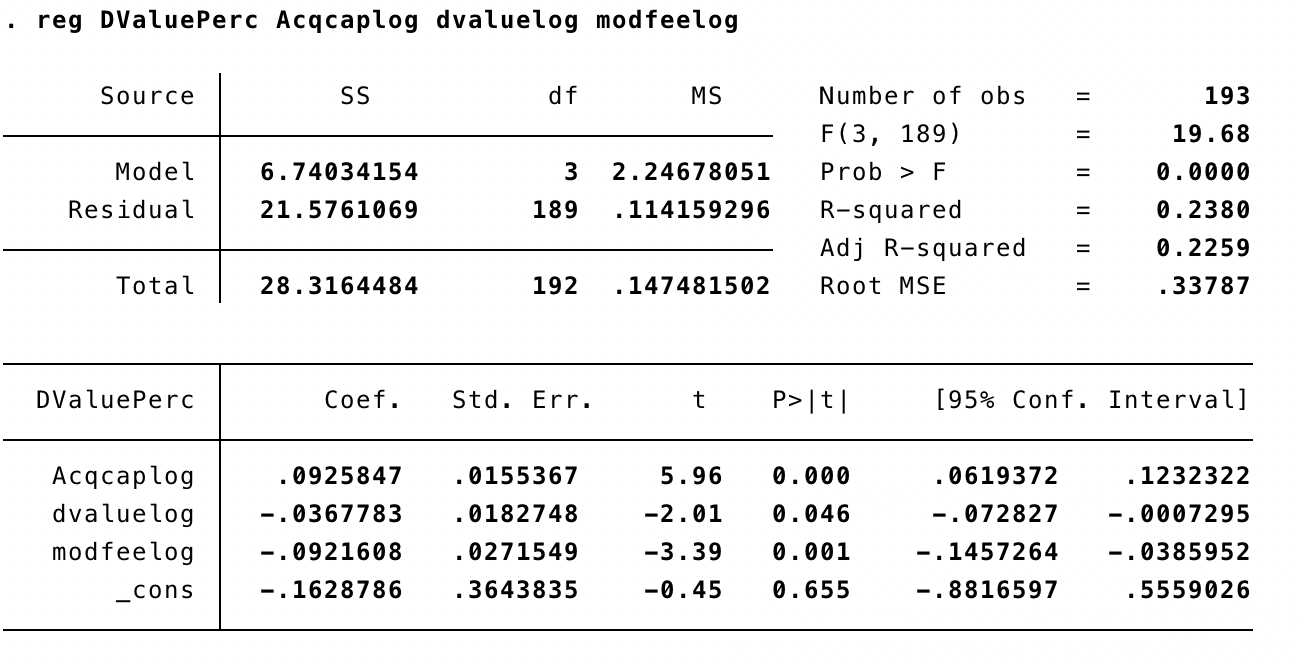 . reg DValuePerc Acqcaplog dvaluelog modfeelog
Source SS df MS Number of obs = 193
F(3, 189) = 19.68
Model 6.74034154 3 2.24678051 Prob > F = 0.0000
Residual 21.5761069 189 .114159296 R-squared = 0.2380
Adj R-squared = 0.2259
Total 28.3164484 192 .147481502 Root MSE = .33787
DValuePerc Coef. Std. Err. t P>|t| [95% Conf. Interval]
Acqcaplog .0925847 .0155367 5.96 0.000 .0619372 .1232322
dvaluelog -.0367783 .0182748 -2.01 0.046 -.072827 -.0007295
modfeelog -.0921608 .0271549 -3.39 0.001 -.1457264 -.0385952
_cons -.1628786 .3643835 -0.45 0.655 -.8816597 .5559026